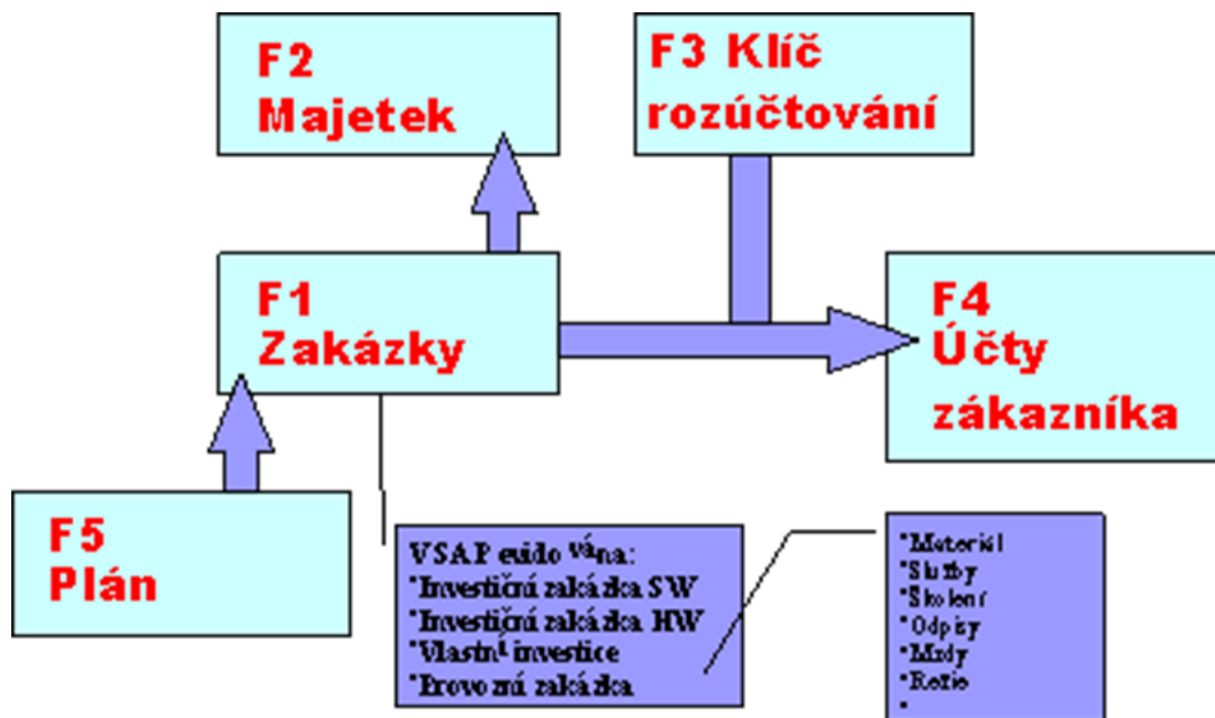 F2
Majetek
F3 Klíč
rozúčtování
F1
Zakázky
F4
Účty
zákazníka
F5
Plán
VSAP evidována:
•Investiční zakázka SW
•Investiční zakázka HW
•Vlastní investice
•Provozní zakázka
•Materiál
•Služby
•Školení
•Odpisy
•Mzdy
•Režie
•